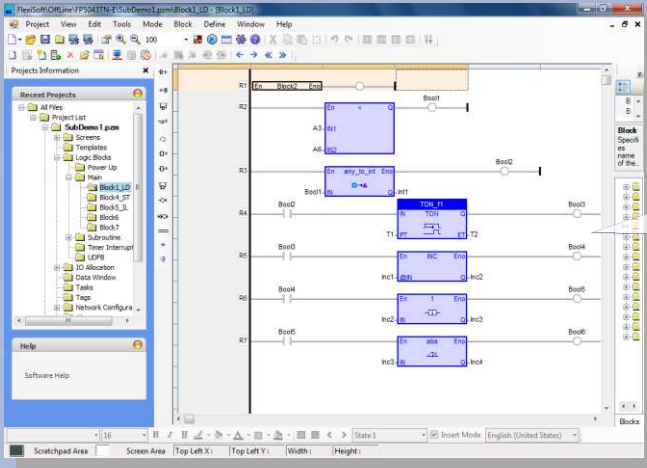 FlexiSoft\OffLine\FP5043TN-E\SubDemo1.pzm\Block1_LD - [Block1_LD]
Project View Edit Tools Mode Block Define Window Help
100
Projects Information
Recent Projects
All Files
Project List
SubDemo1.pzm
Screens
Templates
Logic Blocks
Power Up
Main
Block1_LD
Block4_ST
Block5_IL
Block6
Block7
Subroutine
Timer Interrupt
UDFB
IO Allocation
Data Window
Tasks
Tags
Network Configura
Help
Software Help
R1 En Block2 Eno
R2 En < Q Bool1
A3 IN1
A6 IN2
R3 En any_to_int Eno Bool2
Bool1 IN Q Int1
R4 Bool2 TON_f1 Bool3
IN TON Q
T1 PT ET T2
R5 Bool3 En INC Eno Bool4
Inc1 @IN Q Inc2
R6 Bool4 En 1 Eno Bool5
Inc2 IN Q Inc3
R7 Bool5 En abs Eno Bool6
Inc3 IN Q Inc4
B
B
Block
Specifi
es
name
of the..
Blocks
16 B I U State 1 Insert Mode English (United States)
Scratchpad Area Screen Area Top Left X : Top Left Y : Width : Height :